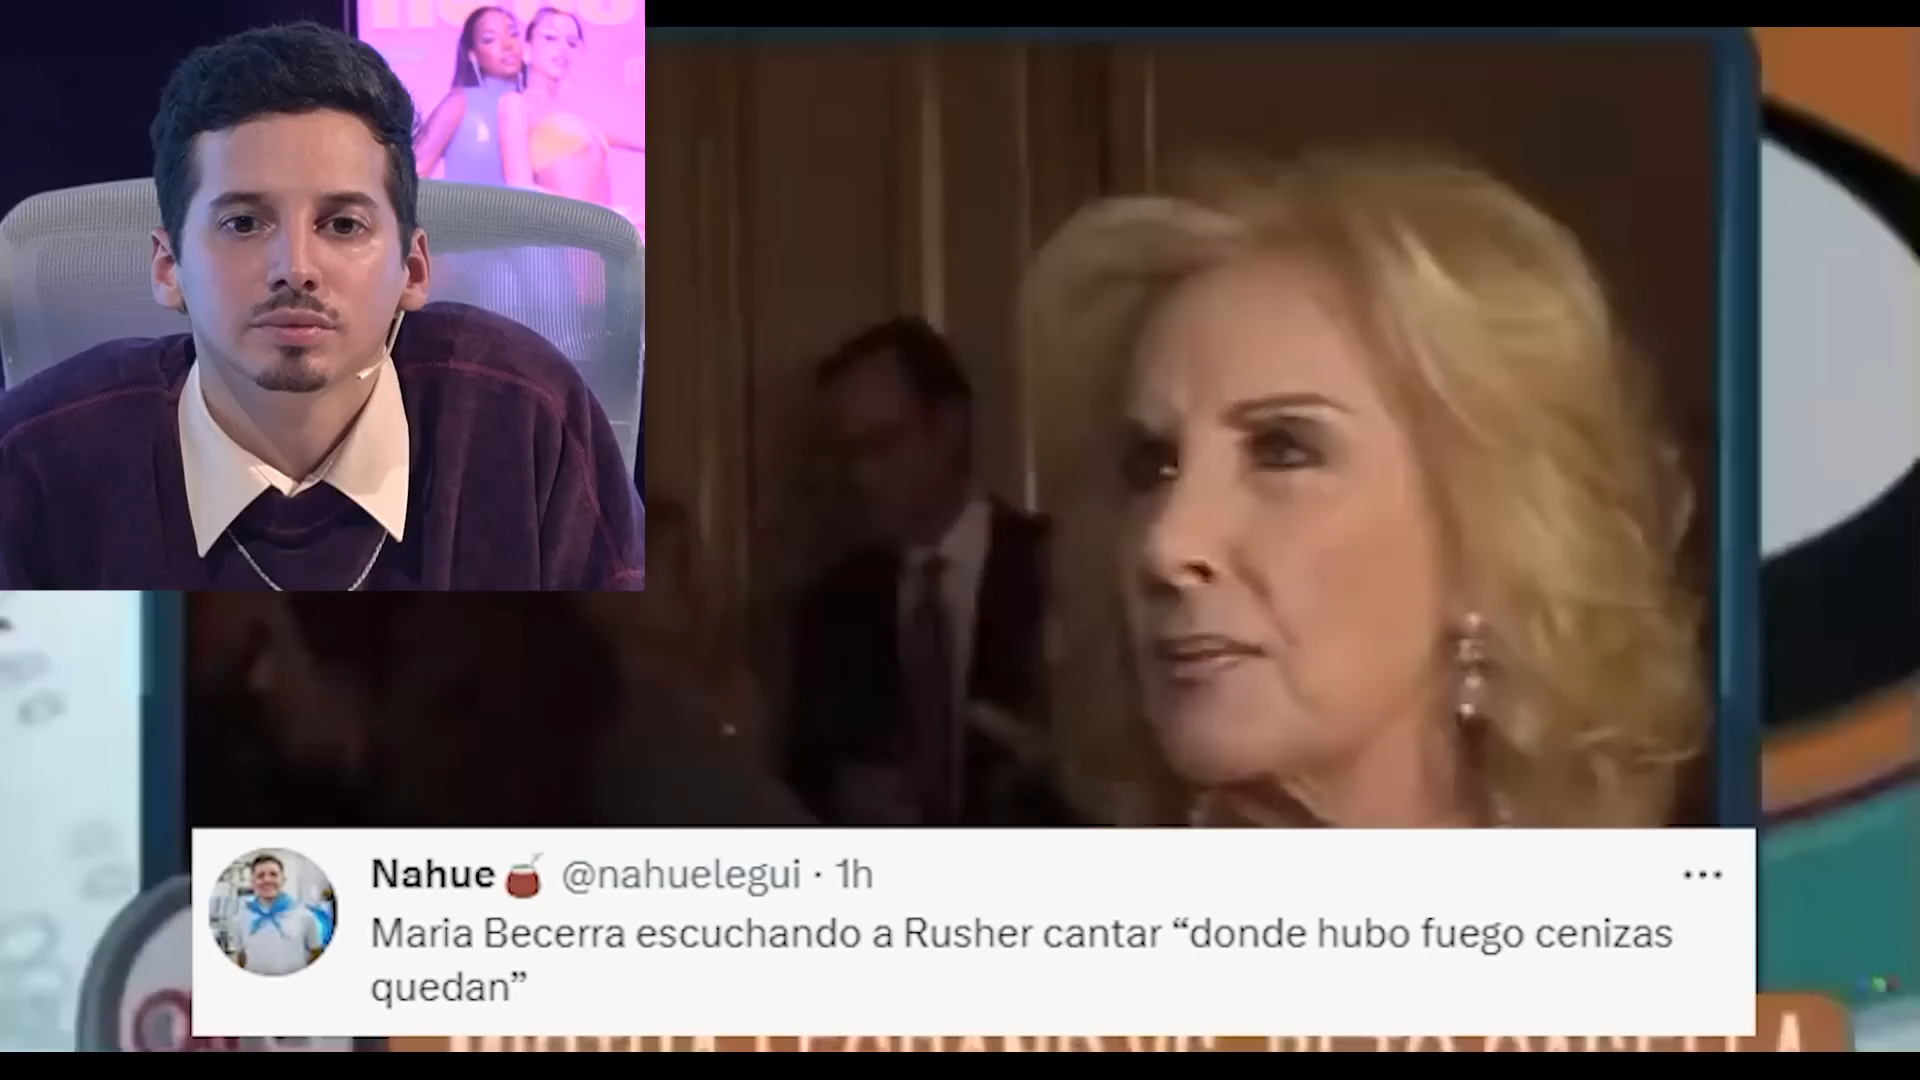 Nahue @nahuelegui · 1h
Maria Becerra escuchando a Rusher cantar “donde hubo fuego cenizas
quedan”